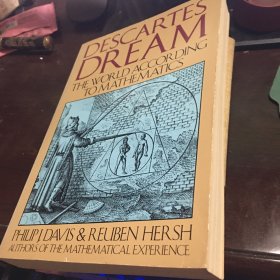 DESCARTES'
DREAM
THE WORLD ACCORDING
TO MATHEMATICS
PHILIP J. DAVIS & REUBEN HERSH
AUTHORS OF THE MATHEMATICAL EXPERIENCE